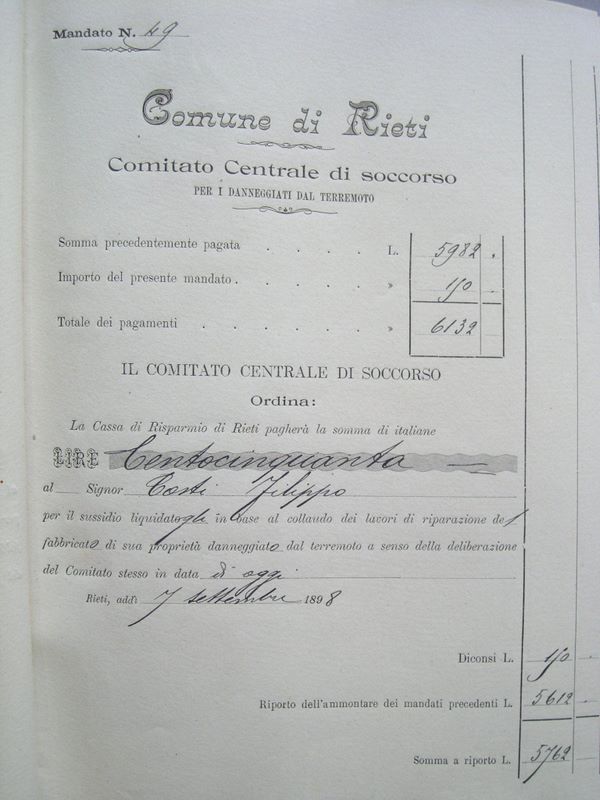 Mandato N. 49
Comune di Rieti
Comitato Centrale di soccorso
PER I DANNEGGIATI DAL TERREMOTO
Somma precedentemente pagata . . . . L. 5982 .
Importo del presente mandato . . . . . » 150 .
Totale dei pagamenti . . . . . . » 6132
IL COMITATO CENTRALE DI SOCCORSO
Ordina:
La Cassa di Risparmio di Rieti pagherà la somma di italiane
LIRE Centocinquanta
al Signor Tosti Filippo
per il sussidio liquidatogli in base al collaudo dei lavori di riparazione del
fabbricato di sua proprietà danneggiato dal terremoto a senso della deliberazione
del Comitato stesso in data di oggi
Rieti, addì 7 settembre 1898
Diconsi L. 150
Riporto dell'ammontare dei mandati precedenti L. 5612
Somma a riporto L. 5762